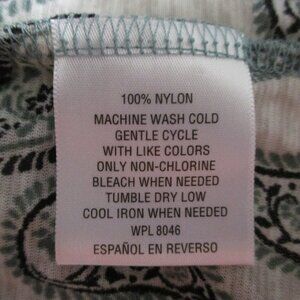 100% NYLON
MACHINE WASH COLD
GENTLE CYCLE
WITH LIKE COLORS
ONLY NON-CHLORINE
BLEACH WHEN NEEDED
TUMBLE DRY LOW
COOL IRON WHEN NEEDED
WPL 8046
ESPAÑOL EN REVERSO